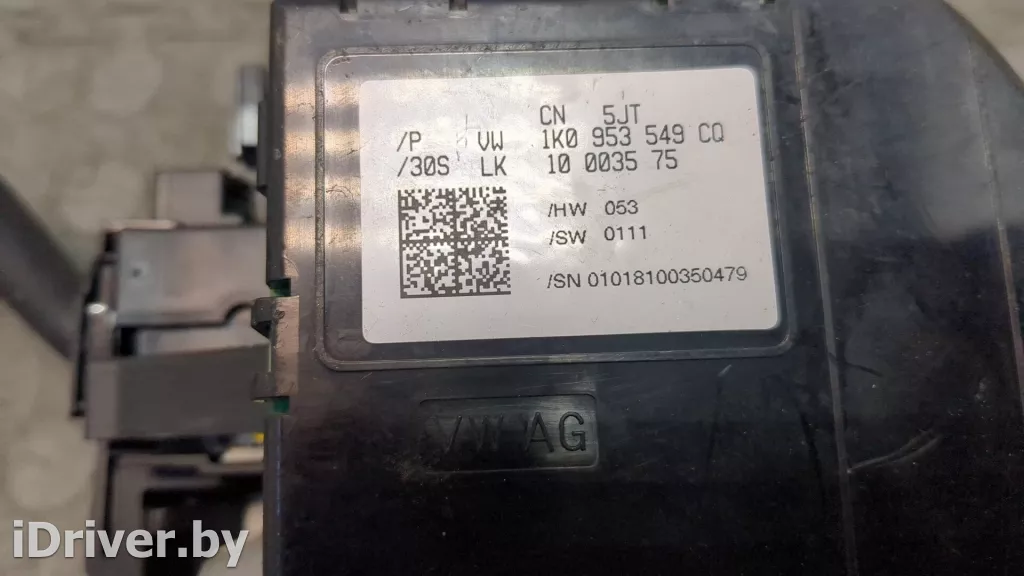 CN 5JT
/P VW 1K0 953 549 CQ
/30S LK 10 0035 75
/HW 053
/SW 0111
/SN 01018100350479
VW AG
iDriver.by